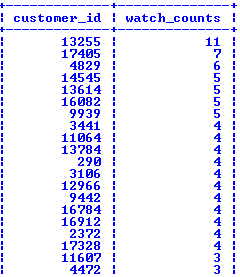 customer_id | watch_counts
13255 | 11
17405 | 7
4829 | 6
14545 | 5
13614 | 5
16082 | 5
9939 | 5
3441 | 4
11064 | 4
13784 | 4
290 | 4
3106 | 4
12966 | 4
9442 | 4
16784 | 4
16912 | 4
2372 | 4
17328 | 4
11607 | 3
4472 | 3